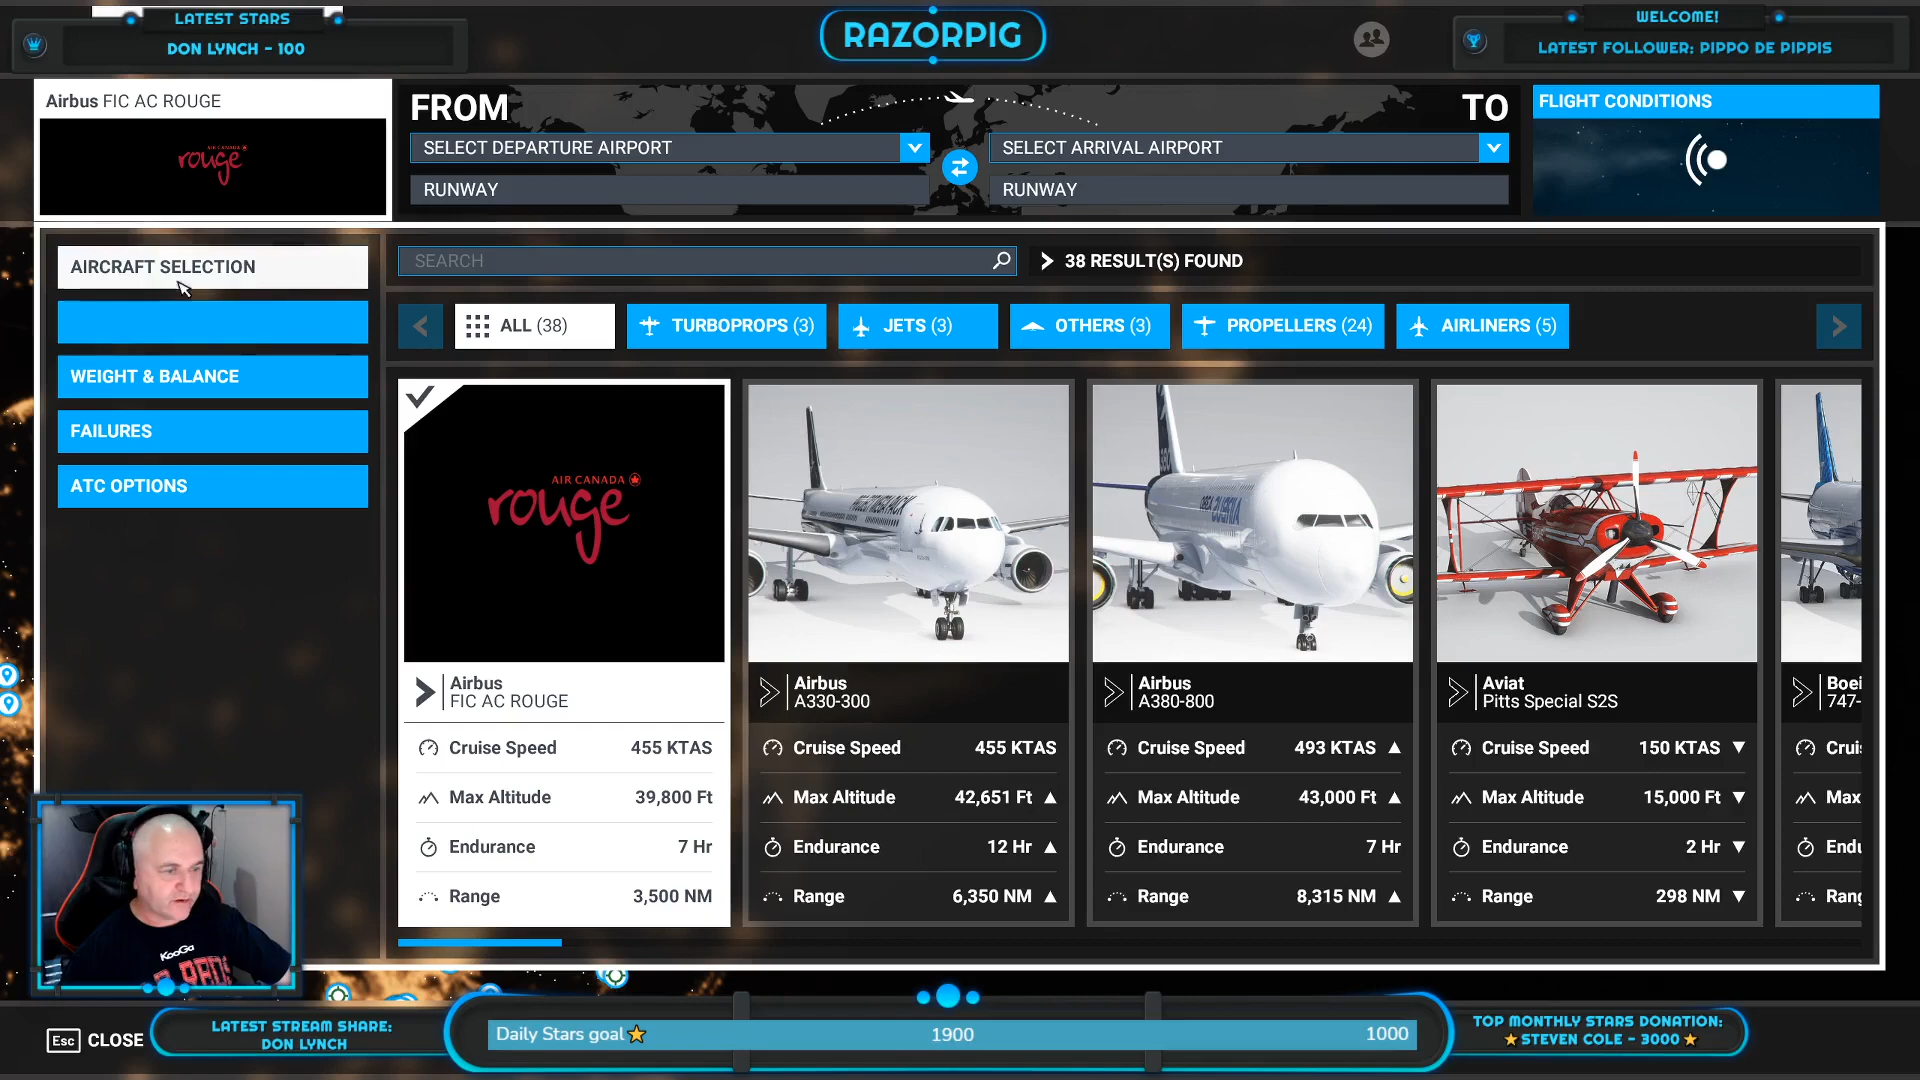 LATEST STARS
DON LYNCH - 100
RAZORPIG
WELCOME!
LATEST FOLLOWER: PIPPO DE PIPPIS
Airbus FIC AC ROUGE
AIR CANADA
rouge
FROM
TO
SELECT DEPARTURE AIRPORT
SELECT ARRIVAL AIRPORT
RUNWAY
RUNWAY
FLIGHT CONDITIONS
AIRCRAFT SELECTION
WEIGHT & BALANCE
FAILURES
ATC OPTIONS
SEARCH
38 RESULT(S) FOUND
ALL (38)
TURBOPROPS (3)
JETS (3)
OTHERS (3)
PROPELLERS (24)
AIRLINERS (5)
AIR CANADA
rouge
Airbus
FIC AC ROUGE
Cruise Speed 455 KTAS
Max Altitude 39,800 Ft
Endurance 7 Hr
Range 3,500 NM
Airbus
A330-300
Cruise Speed 455 KTAS
Max Altitude 42,651 Ft
Endurance 12 Hr
Range 6,350 NM
Airbus
A380-800
Cruise Speed 493 KTAS
Max Altitude 43,000 Ft
Endurance 7 Hr
Range 8,315 NM
Aviat
Pitts Special S2S
Cruise Speed 150 KTAS
Max Altitude 15,000 Ft
Endurance 2 Hr
Range 298 NM
Boei
747-
Crui
Max
Endu
Rang
KooGa
Esc CLOSE
LATEST STREAM SHARE:
DON LYNCH
Daily Stars goal⭐ 1900 1000
TOP MONTHLY STARS DONATION:
⭐STEVEN COLE - 3000⭐